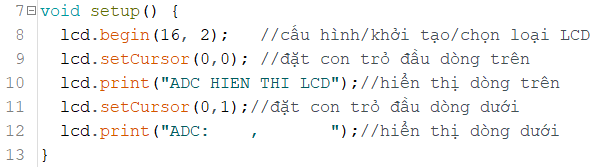 7 void setup() {
8   lcd.begin(16, 2);   //cấu hình/khởi tạo/chọn loại LCD
9   lcd.setCursor(0,0); //đặt con trỏ đầu dòng trên
10   lcd.print("ADC HIEN THI LCD");//hiển thị dòng trên
11   lcd.setCursor(0,1);//đặt con trỏ đầu dòng dưới
12   lcd.print("ADC:    ,       ");//hiển thị dòng dưới
13 }